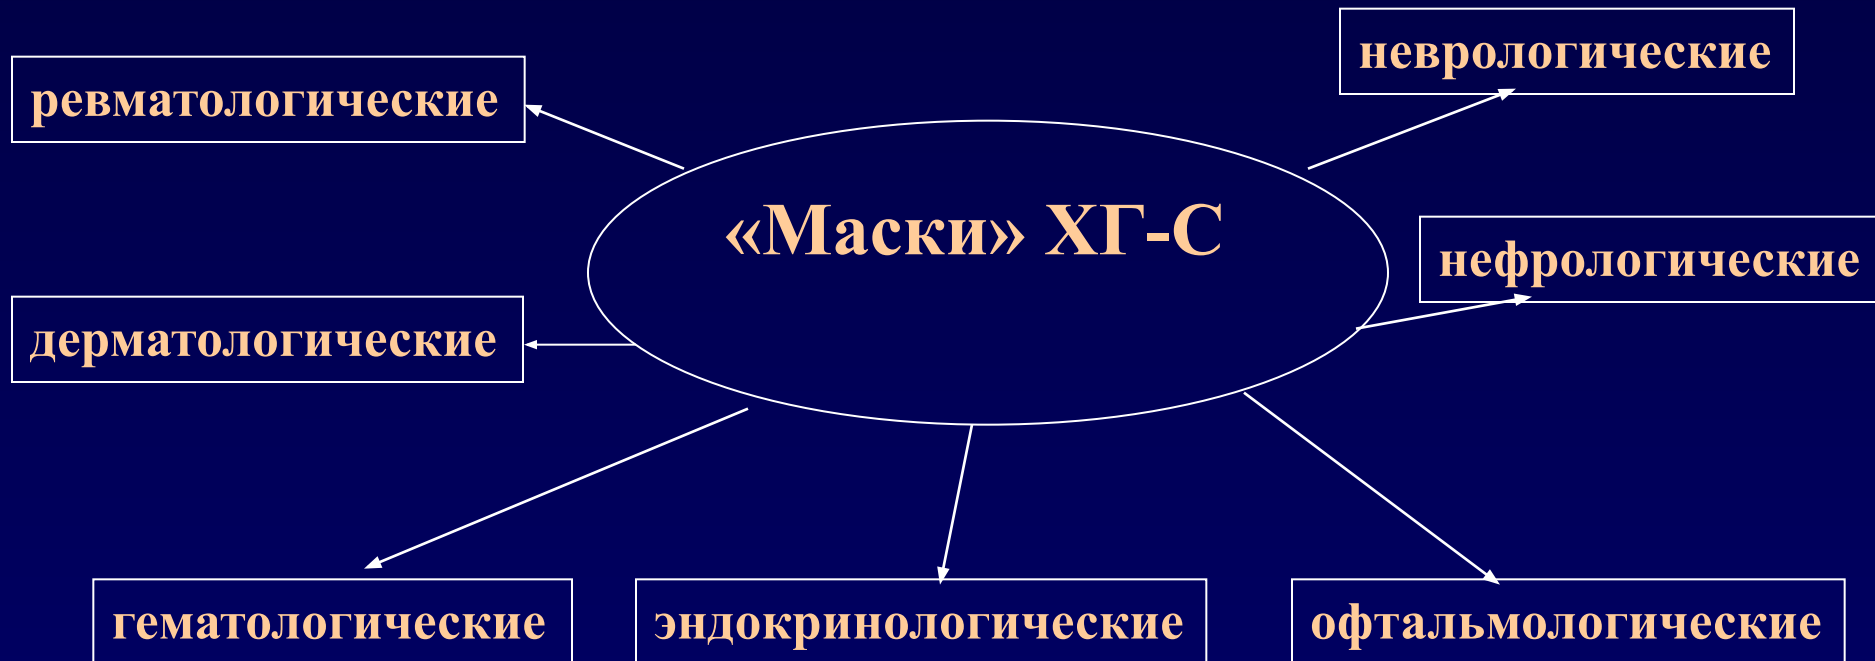 неврологические
ревматологические
«Маски» ХГ-С
нефрологические
дерматологические
гематологические
эндокринологические
офтальмологические